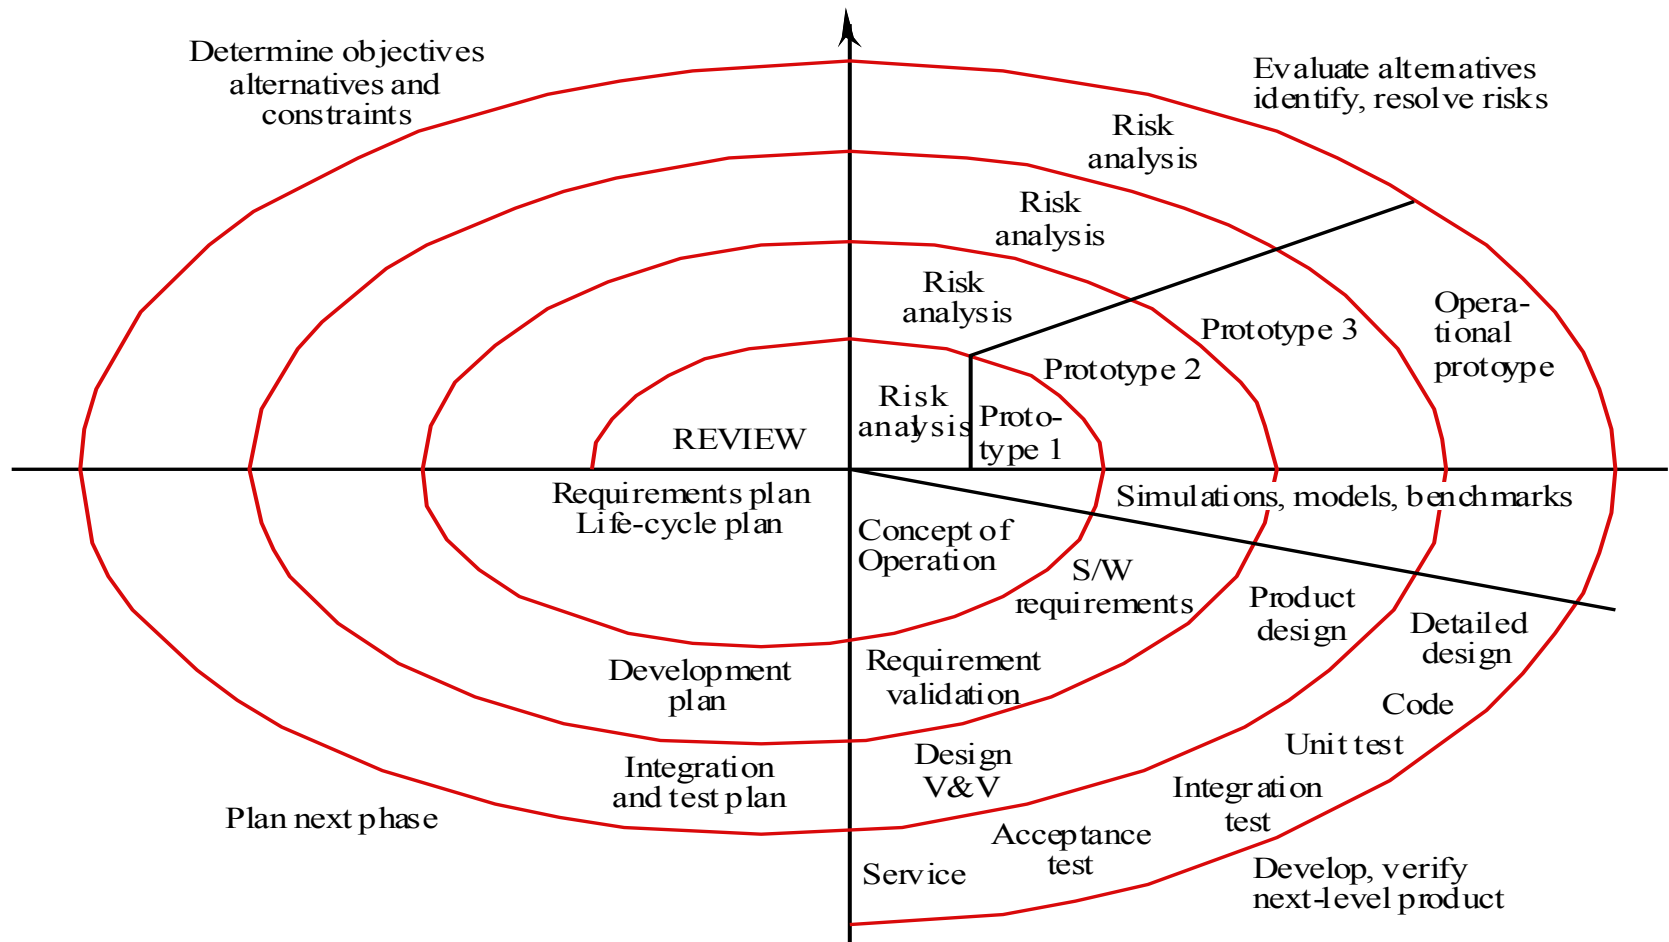 Determine objectives
alternatives and
constraints
Evaluate alternatives
identify, resolve risks
Risk
analysis
Risk
analysis
Risk
analysis
Risk
analysis
Proto-
type 1
Prototype 2
Prototype 3
Opera-
tional
protoype
REVIEW
Requirements plan
Life-cycle plan
Simulations, models, benchmarks
Concept of
Operation
S/W
requirements
Product
design
Detailed
design
Development
plan
Requirement
validation
Code
Unit test
Integration
and test plan
Design
V&V
Integration
test
Plan next phase
Acceptance
test
Service
Develop, verify
next-level product